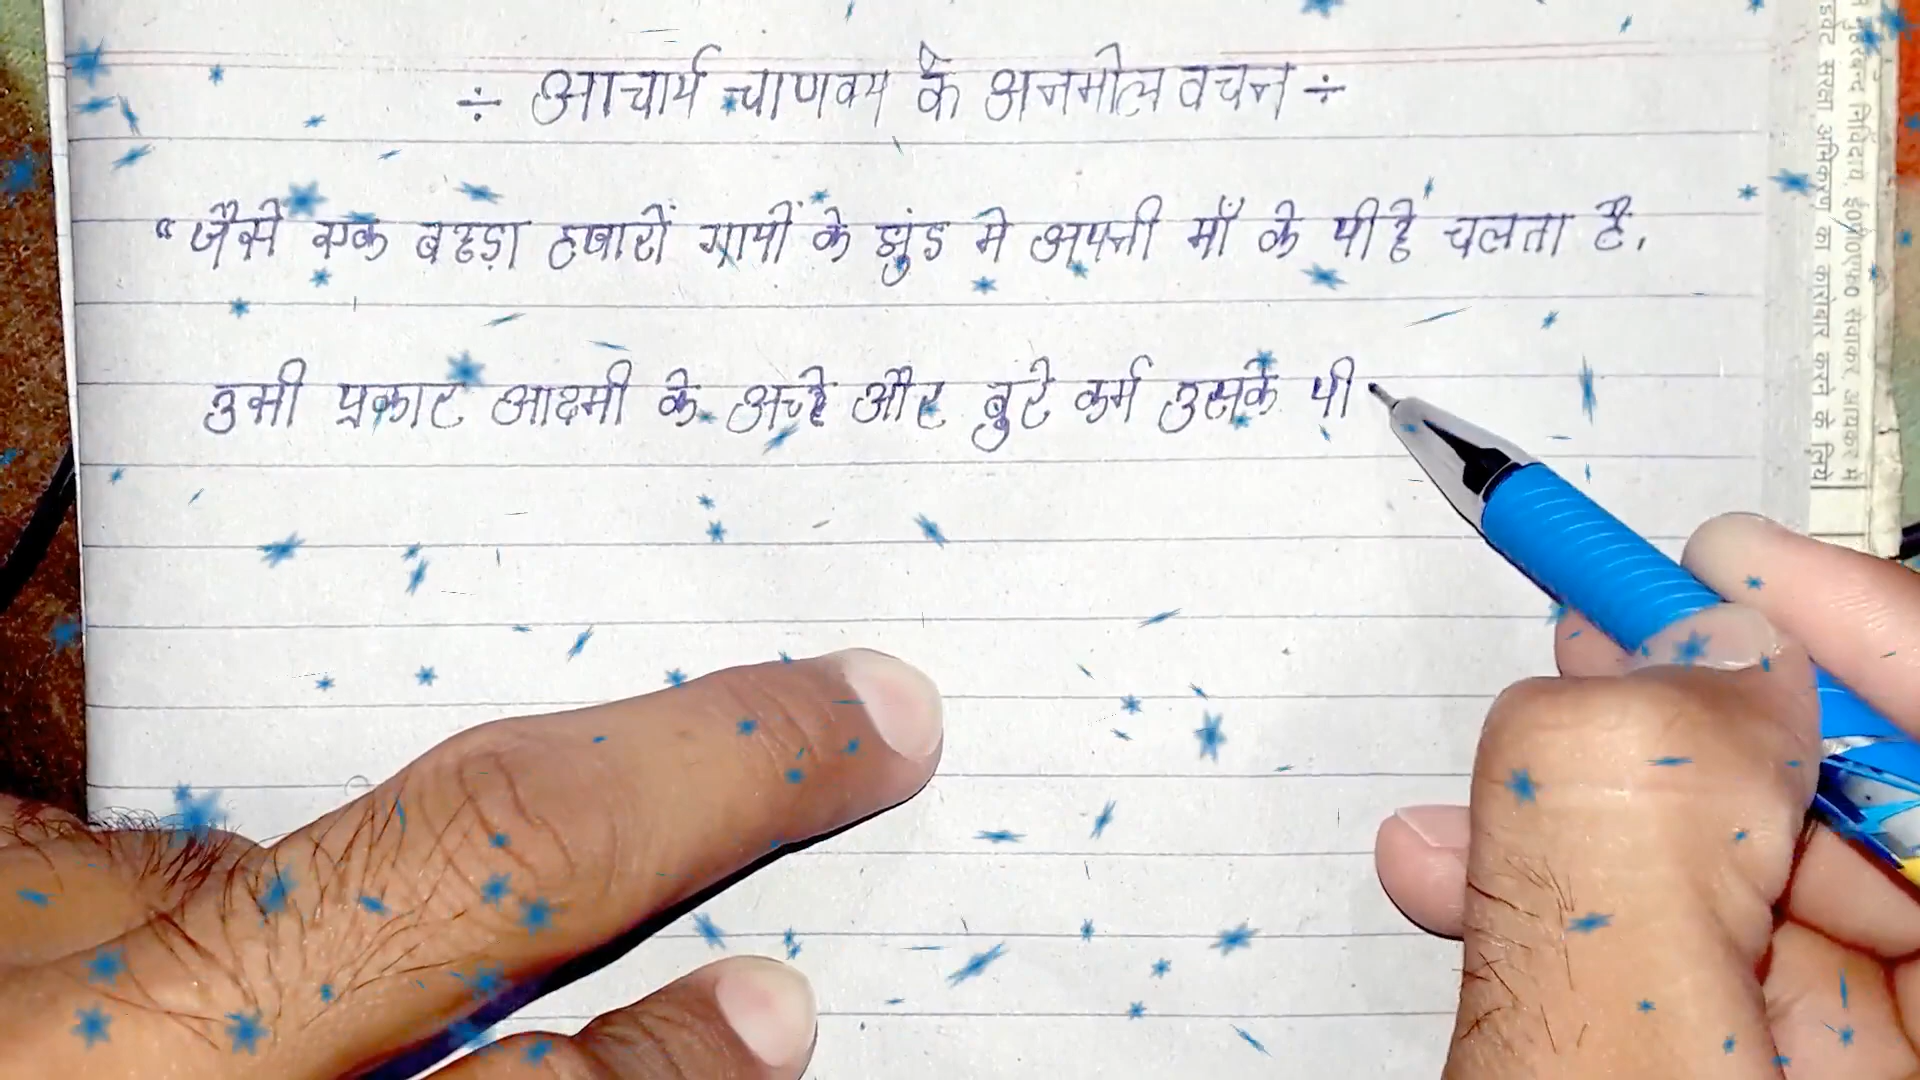 ÷ आचार्य चाणक्य के अनमोल वचन ÷
“जैसे एक बछड़ा हजारों गायों के झुंड मे अपनी माँ के पीछे चलता है,
उसी प्रकार आदमी के अच्छे और बुरे कर्म उसके पी